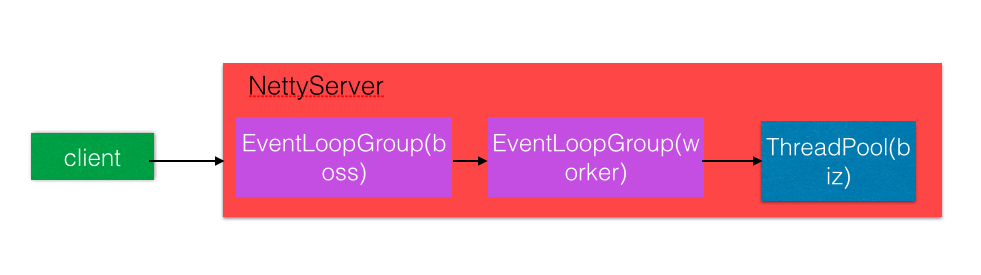 NettyServer
client
EventLoopGroup(b
oss)
EventLoopGroup(w
orker)
ThreadPool(b
iz)